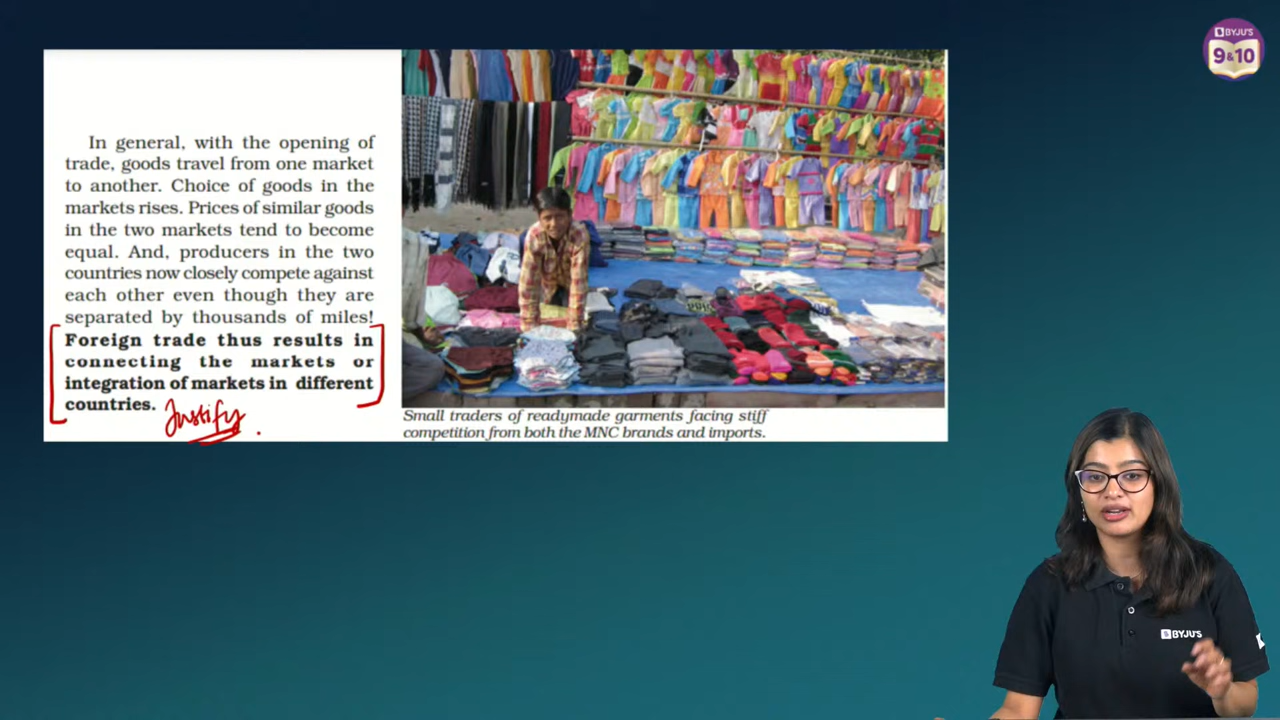 BYJU'S
9&10
In general, with the opening of
trade, goods travel from one market
to another. Choice of goods in the
markets rises. Prices of similar goods
in the two markets tend to become
equal. And, producers in the two
countries now closely compete against
each other even though they are
separated by thousands of miles!
Foreign trade thus results in
connecting the markets or
integration of markets in different
countries. Justify.
Small traders of readymade garments facing stiff
competition from both the MNC brands and imports.
BYJU'S